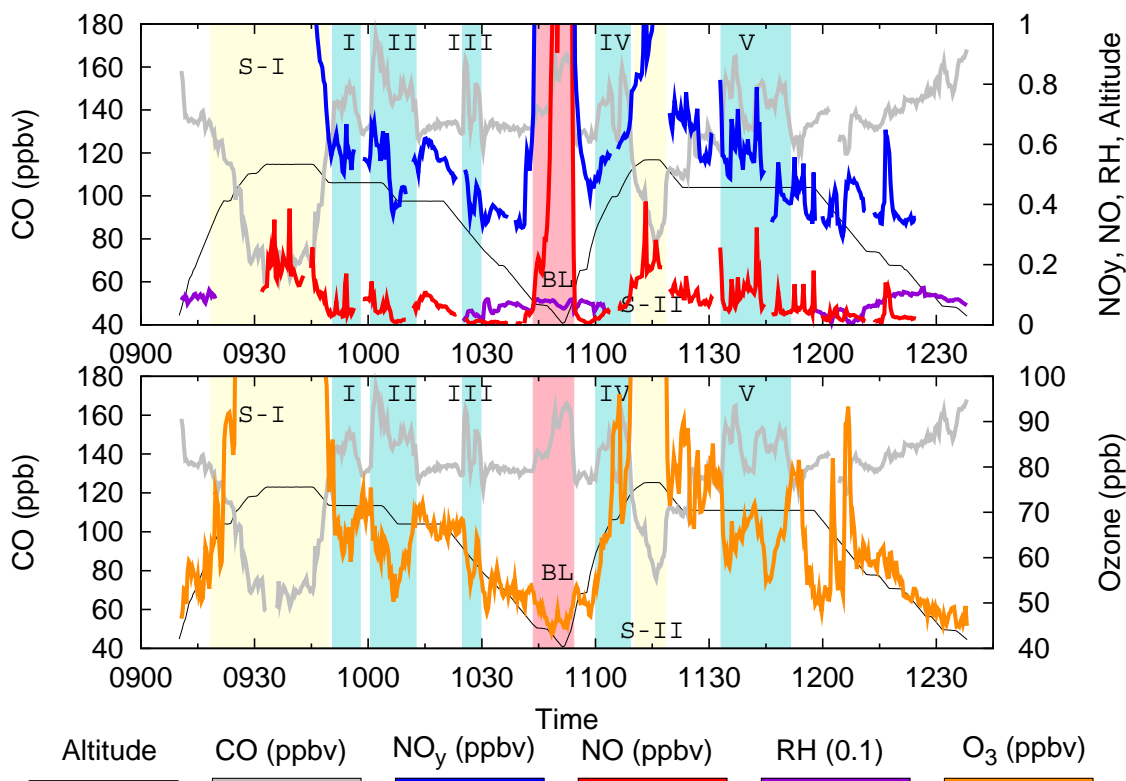 180
160
140
120
100
80
60
40
CO (ppbv)
1
0.8
0.6
0.4
0.2
0
NOy, NO, RH, Altitude
S-I
I
II
III
IV
V
BL
S-II
0900
0930
1000
1030
1100
1130
1200
1230
180
160
140
120
100
80
60
40
CO (ppb)
100
90
80
70
60
50
40
Ozone (ppb)
S-I
I
II
III
IV
V
BL
S-II
0900
0930
1000
1030
1100
1130
1200
1230
Time
Altitude CO (ppbv) NOy (ppbv) NO (ppbv) RH (0.1) O3 (ppbv)